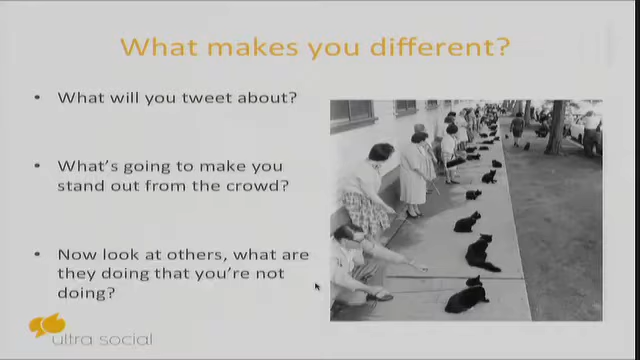 What makes you different?
• What will you tweet about?
• What's going to make you
stand out from the crowd?
• Now look at others, what are
they doing that you're not
doing?
ultra social